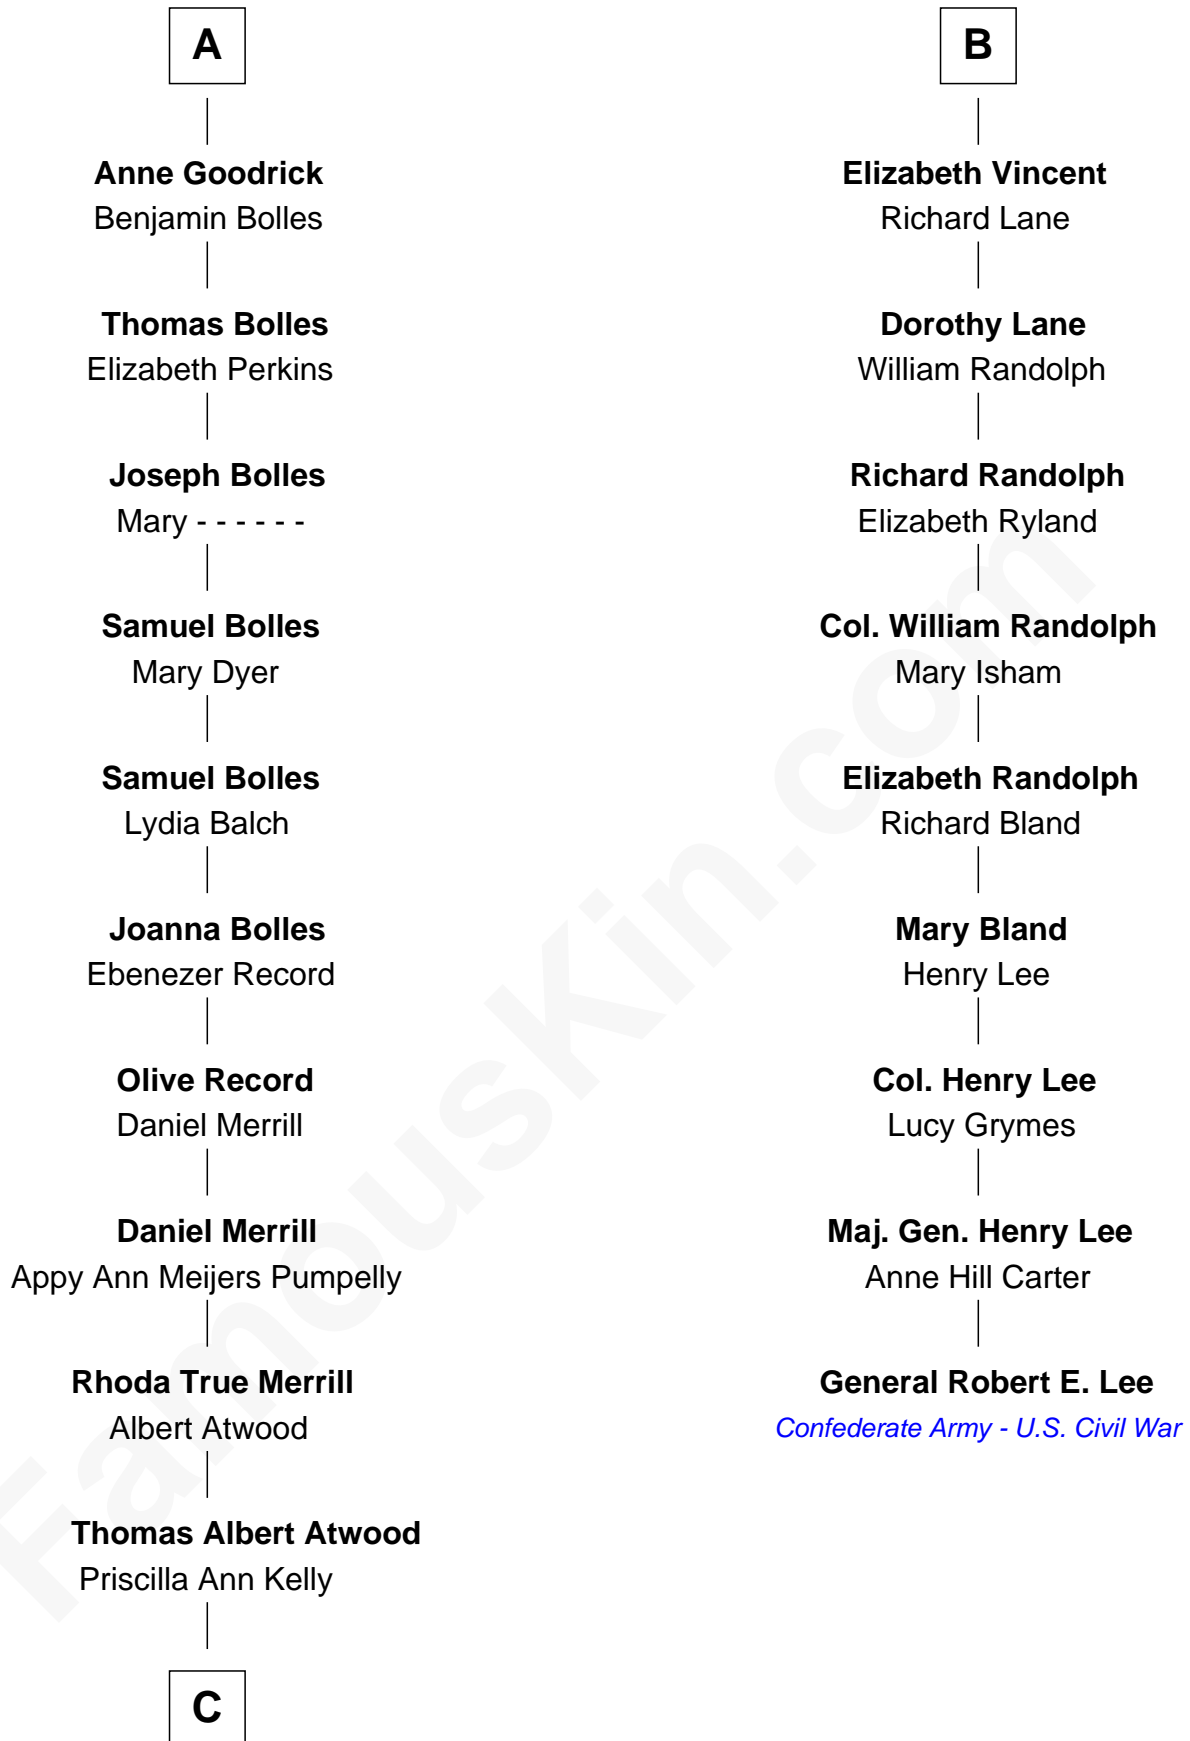 A
Anne Goodrick
Benjamin Bolles
Thomas Bolles
Elizabeth Perkins
Joseph Bolles
Mary - - - - - -
Samuel Bolles
Mary Dyer
Samuel Bolles
Lydia Balch
Joanna Bolles
Ebenezer Record
Olive Record
Daniel Merrill
Daniel Merrill
Appy Ann Meijers Pumpelly
Rhoda True Merrill
Albert Atwood
Thomas Albert Atwood
Priscilla Ann Kelly
C
B
Elizabeth Vincent
Richard Lane
Dorothy Lane
William Randolph
Richard Randolph
Elizabeth Ryland
Col. William Randolph
Mary Isham
Elizabeth Randolph
Richard Bland
Mary Bland
Henry Lee
Col. Henry Lee
Lucy Grymes
Maj. Gen. Henry Lee
Anne Hill Carter
General Robert E. Lee
Confederate Army - U.S. Civil War
FamousKin.com